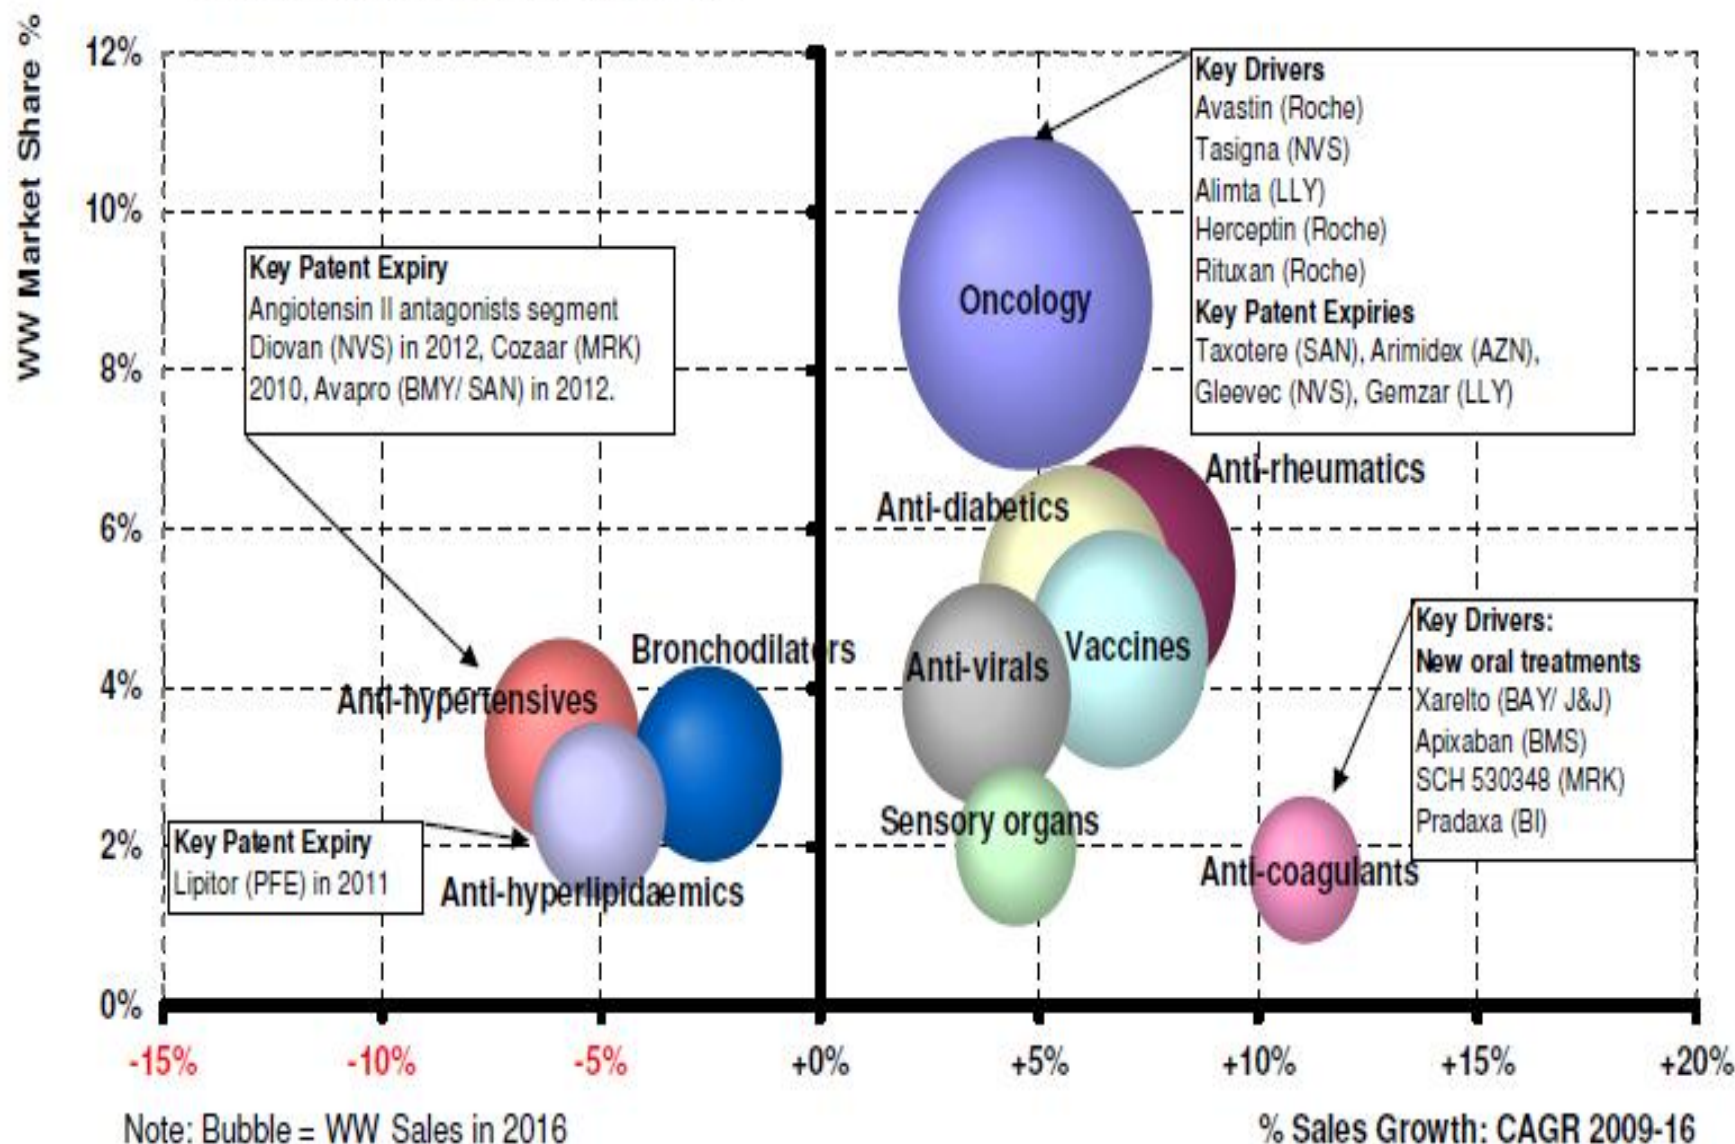 WW Market Share %
12%
10%
8%
6%
4%
2%
0%
-15%
-10%
-5%
+0%
+5%
+10%
+15%
+20%
Key Drivers
Avastin (Roche)
Tasigna (NVS)
Alimta (LLY)
Herceptin (Roche)
Rituxan (Roche)
Key Patent Expiries
Taxotere (SAN), Arimidex (AZN),
Gleevec (NVS), Gemzar (LLY)
Key Patent Expiry
Angiotensin II antagonists segment
Diovan (NVS) in 2012, Cozaar (MRK)
2010, Avapro (BMY/ SAN) in 2012.
Oncology
Anti-rheumatics
Anti-diabetics
Bronchodilators
Vaccines
Anti-virals
Anti-hypertensives
Key Drivers:
New oral treatments
Xarelto (BAY/ J&J)
Apixaban (BMS)
SCH 530348 (MRK)
Pradaxa (BI)
Sensory organs
Key Patent Expiry
Lipitor (PFE) in 2011
Anti-hyperlipidaemics
Anti-coagulants
Note: Bubble = WW Sales in 2016
% Sales Growth: CAGR 2009-16